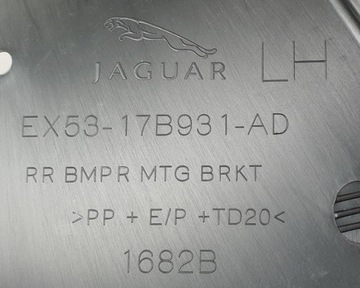 JAGUAR LH
EX53-17B931-AD
RR BMPR MTG BRKT
>PP + E/P +TD20<
1682B